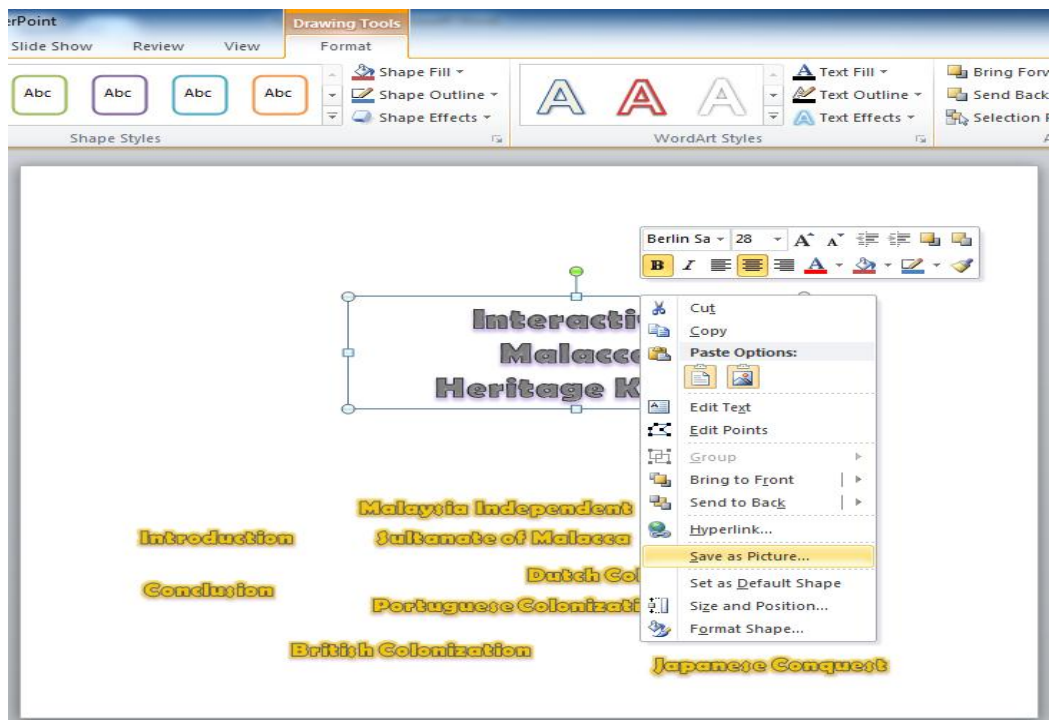 erPoint
Drawing Tools
Slide Show Review View Format
Abc Abc Abc Abc
Shape Fill
Shape Outline
Shape Effects
Text Fill
Text Outline
Text Effects
Bring Forw
Send Back
Selection P
Shape Styles
WordArt Styles
A
Berlin Sa 28
B I
Interacti
Malacca
Heritage K
Cut
Copy
Paste Options:
Edit Text
Edit Points
Group
Bring to Front
Send to Back
Hyperlink...
Save as Picture...
Set as Default Shape
Size and Position...
Format Shape...
Malaysia Independent
Introduction
Sultanate of Malacca
Dutch Col
Conclusion
Portuguese Colonizati
British Colonization
Japanese Conquest